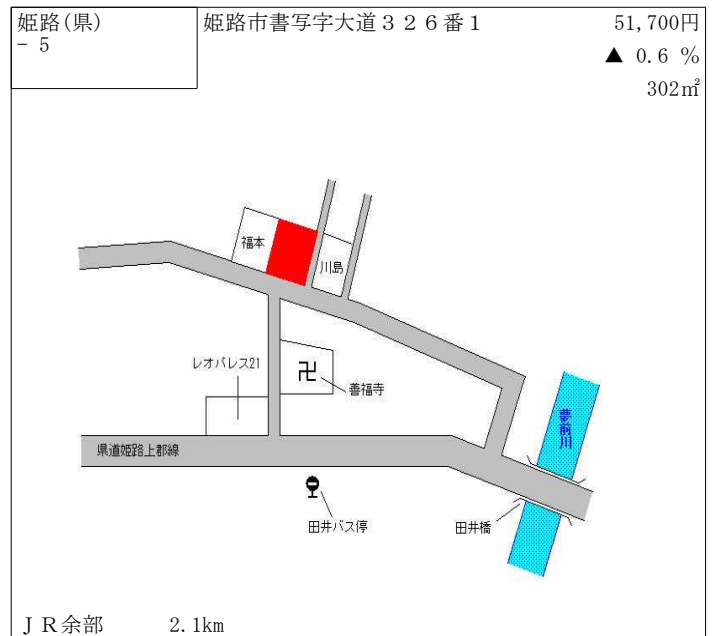 姫路(県)
- 5
姫路市書写字大道３２６番１
51,700円
▲ 0.6 %
302㎡
福本
川島
レオパレス21
卍
善福寺
夢前川
県道姫路上郡線
田井バス停
田井橋
ＪＲ余部 2.1km